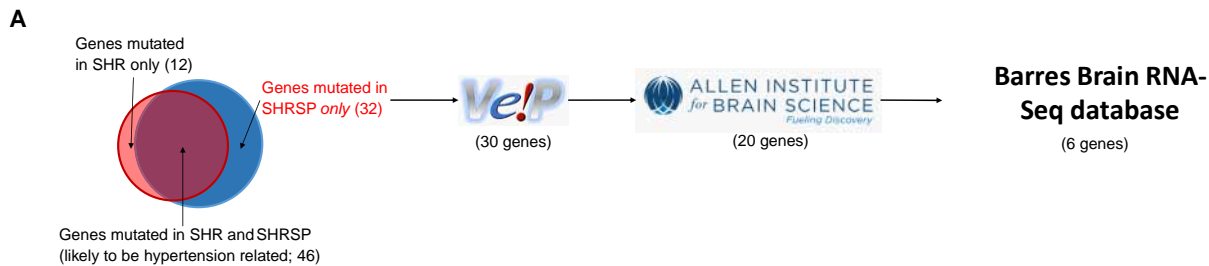 A
Genes mutated
in SHR only (12)
Genes mutated in
SHRSP only (32)
Ve!P
(30 genes)
ALLEN INSTITUTE
for BRAIN SCIENCE
Fueling Discovery
(20 genes)
Barres Brain RNA-
Seq database
(6 genes)
Genes mutated in SHR and SHRSP
(likely to be hypertension related; 46)